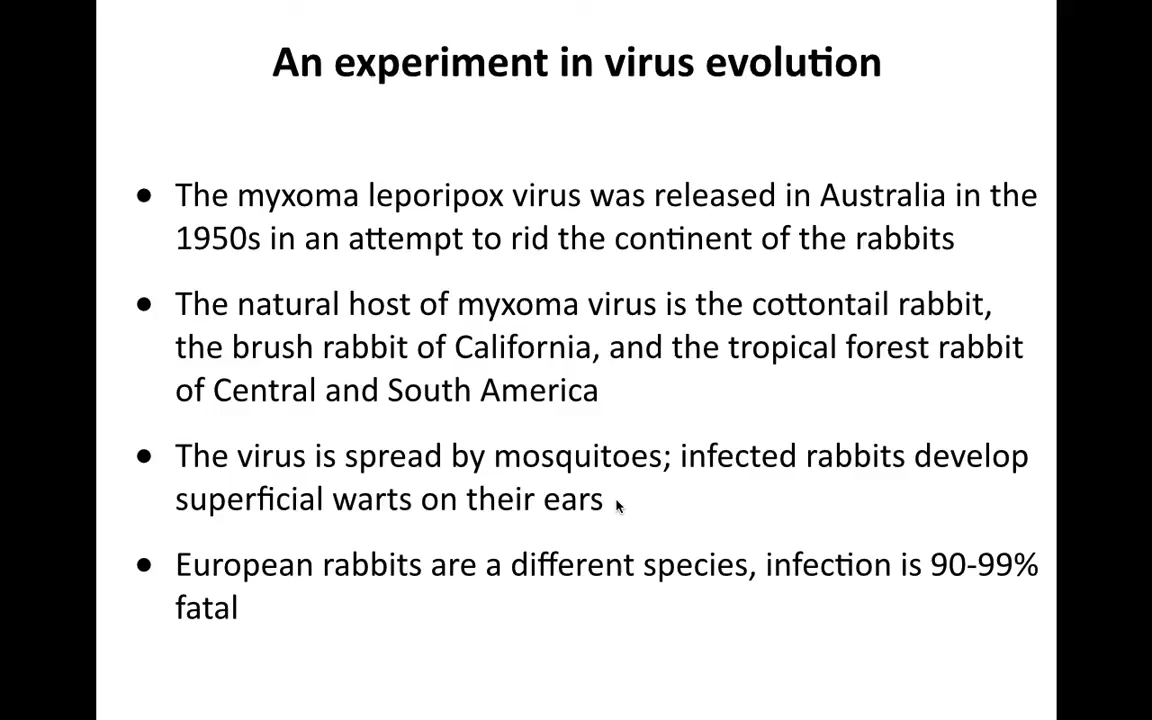 An experiment in virus evolution
• The myxoma leporipox virus was released in Australia in the
1950s in an attempt to rid the continent of the rabbits
• The natural host of myxoma virus is the cottontail rabbit,
the brush rabbit of California, and the tropical forest rabbit
of Central and South America
• The virus is spread by mosquitoes; infected rabbits develop
superficial warts on their ears
• European rabbits are a different species, infection is 90-99%
fatal